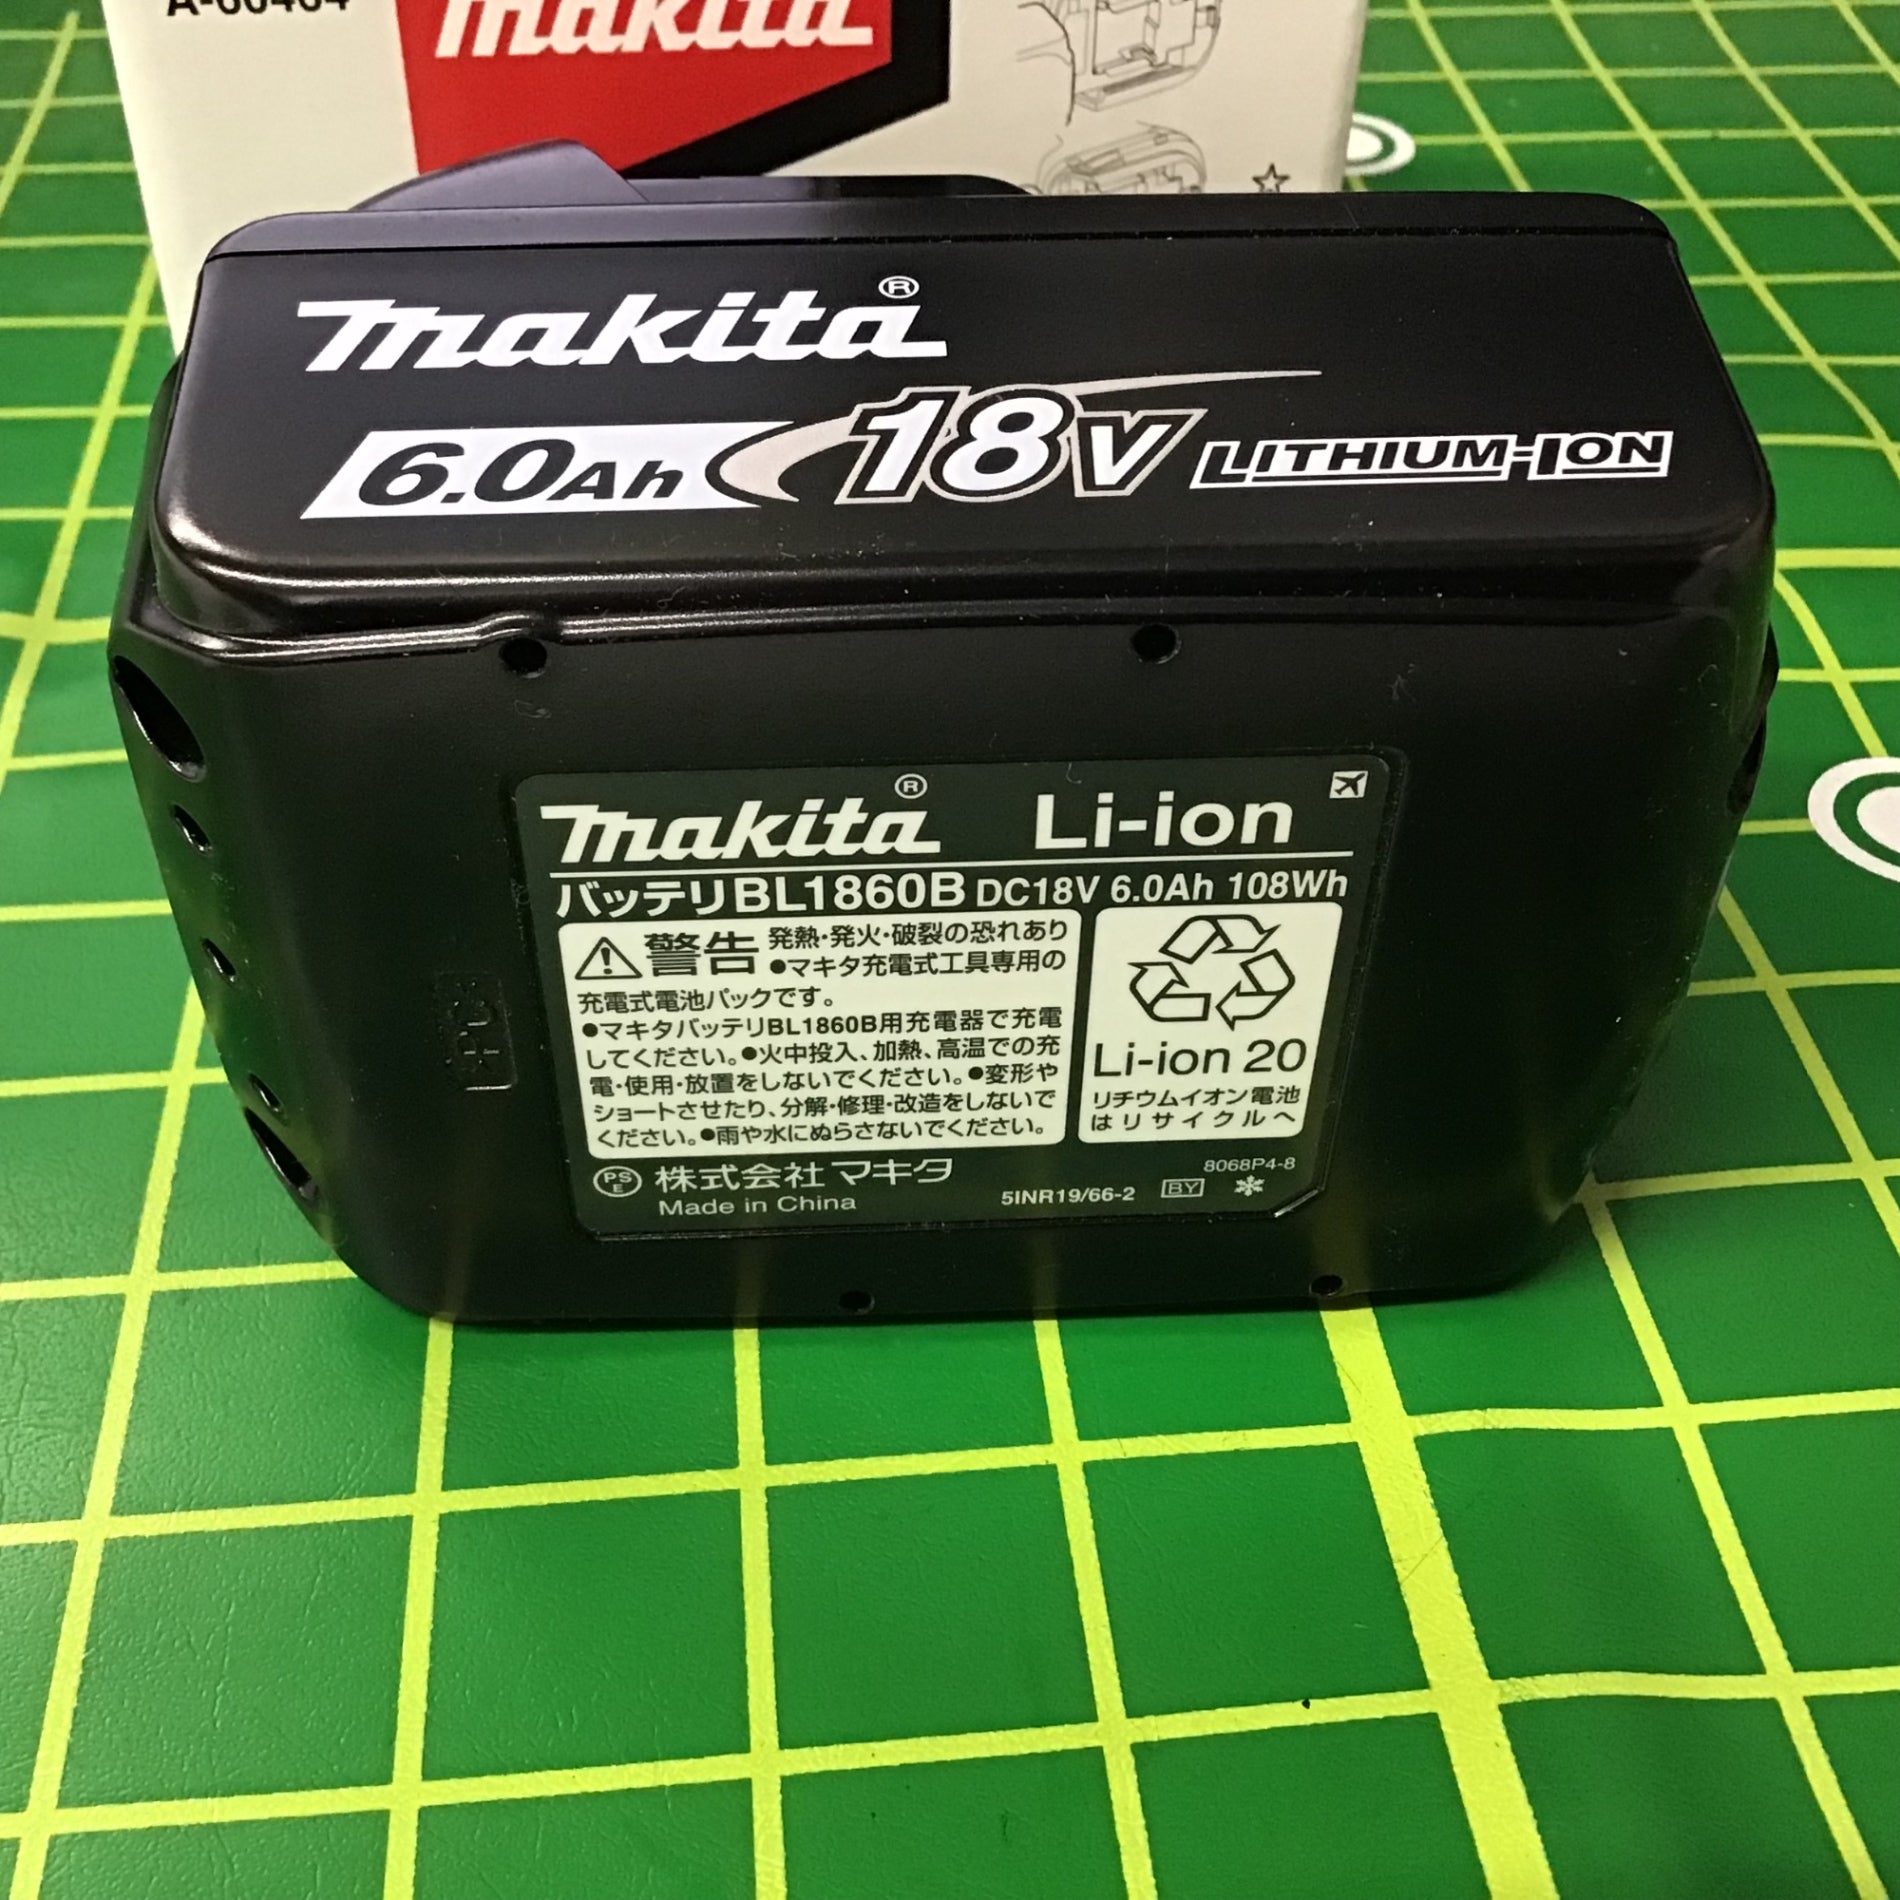 A-60464
makita
makita®
6.0Ah 18V LITHIUM-ION
makita® Li-ion
バッテリBL1860B DC18V 6.0Ah 108Wh
警告 発熱・発火・破裂の恐れあり
●マキタ充電式工具専用の
充電式電池パックです。
●マキタバッテリBL1860B用充電器で充電
してください。●火中投入、加熱、高温での充
電・使用・放置をしないでください。●変形や
ショートさせたり、分解・修理・改造をしないで
ください。●雨や水にぬらさないでください。
Li-ion 20
リチウムイオン電池
はリサイクルへ
PSE 株式会社マキタ
Made in China
8068P4-8
5INR19/66-2 BY